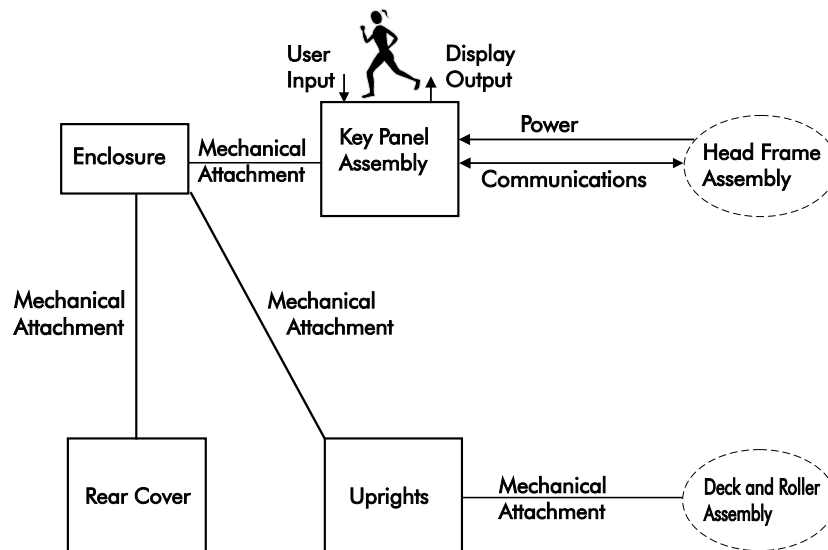 User
Input
Display
Output
Enclosure
Mechanical
Attachment
Key Panel
Assembly
Power
Communications
Head Frame
Assembly
Mechanical
Attachment
Mechanical
Attachment
Rear Cover
Uprights
Mechanical
Attachment
Deck and Roller
Assembly